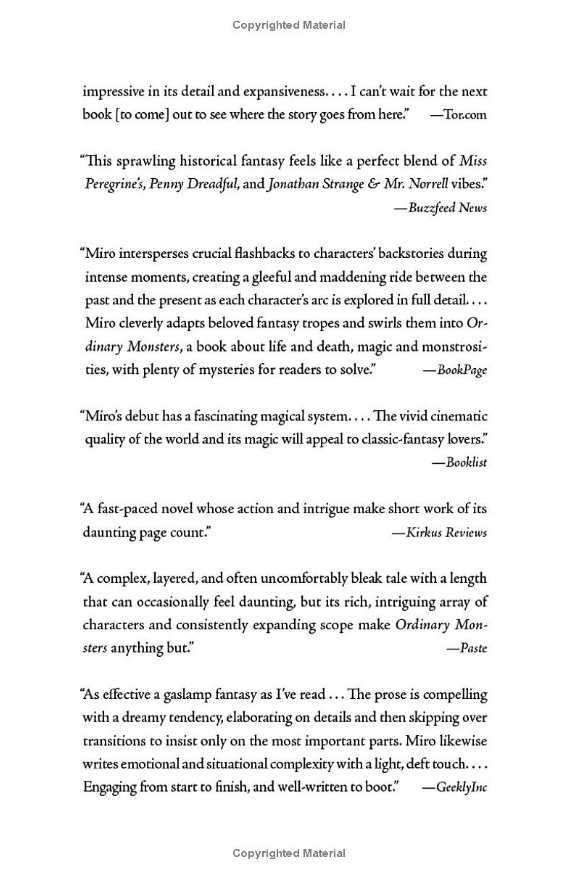 Copyrighted Material
impressive in its detail and expansiveness. . . . I can’t wait for the next
book [to come] out to see where the story goes from here.” —Tor.com
“This sprawling historical fantasy feels like a perfect blend of Miss
Peregrine’s, Penny Dreadful, and Jonathan Strange & Mr. Norrell vibes.”
—Buzzfeed News
“Miro intersperses crucial flashbacks to characters’ backstories during
intense moments, creating a gleeful and maddening ride between the
past and the present as each character’s arc is explored in full detail. . . .
Miro cleverly adapts beloved fantasy tropes and swirls them into Or-
dinary Monsters, a book about life and death, magic and monstrosi-
ties, with plenty of mysteries for readers to solve.” —BookPage
“Miro’s debut has a fascinating magical system. . . . The vivid cinematic
quality of the world and its magic will appeal to classic-fantasy lovers.”
—Booklist
“A fast-paced novel whose action and intrigue make short work of its
daunting page count.” —Kirkus Reviews
“A complex, layered, and often uncomfortably bleak tale with a length
that can occasionally feel daunting, but its rich, intriguing array of
characters and consistently expanding scope make Ordinary Mon-
sters anything but.” —Paste
“As effective a gaslamp fantasy as I’ve read . . . The prose is compelling
with a dreamy tendency, elaborating on details and then skipping over
transitions to insist only on the most important parts. Miro likewise
writes emotional and situational complexity with a light, deft touch. . . .
Engaging from start to finish, and well-written to boot.” —GeeklyInc
Copyrighted Material